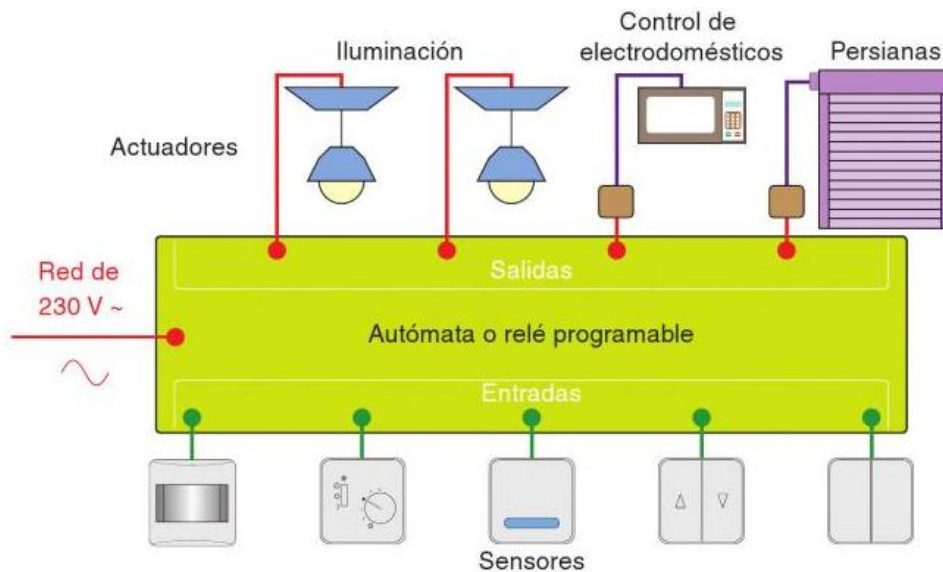 Iluminación
Control de
electrodomésticos
Persianas
Actuadores
Salidas
Red de
230 V ~
Autómata o relé programable
Entradas
Sensores